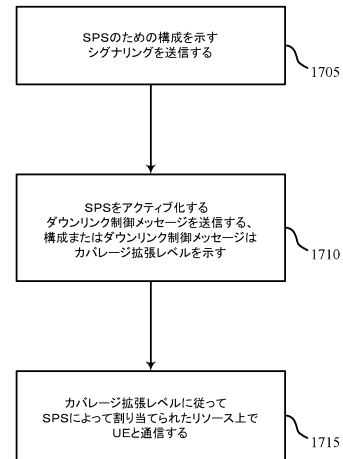 SPSのための構成を示す
シグナリングを送信する
1705
SPSをアクティブ化する
ダウンリンク制御メッセージを送信する、
構成またはダウンリンク制御メッセージは
カバレージ拡張レベルを示す
1710
カバレージ拡張レベルに従って
SPSによって割り当てられたリソース上で
UEと通信する
1715